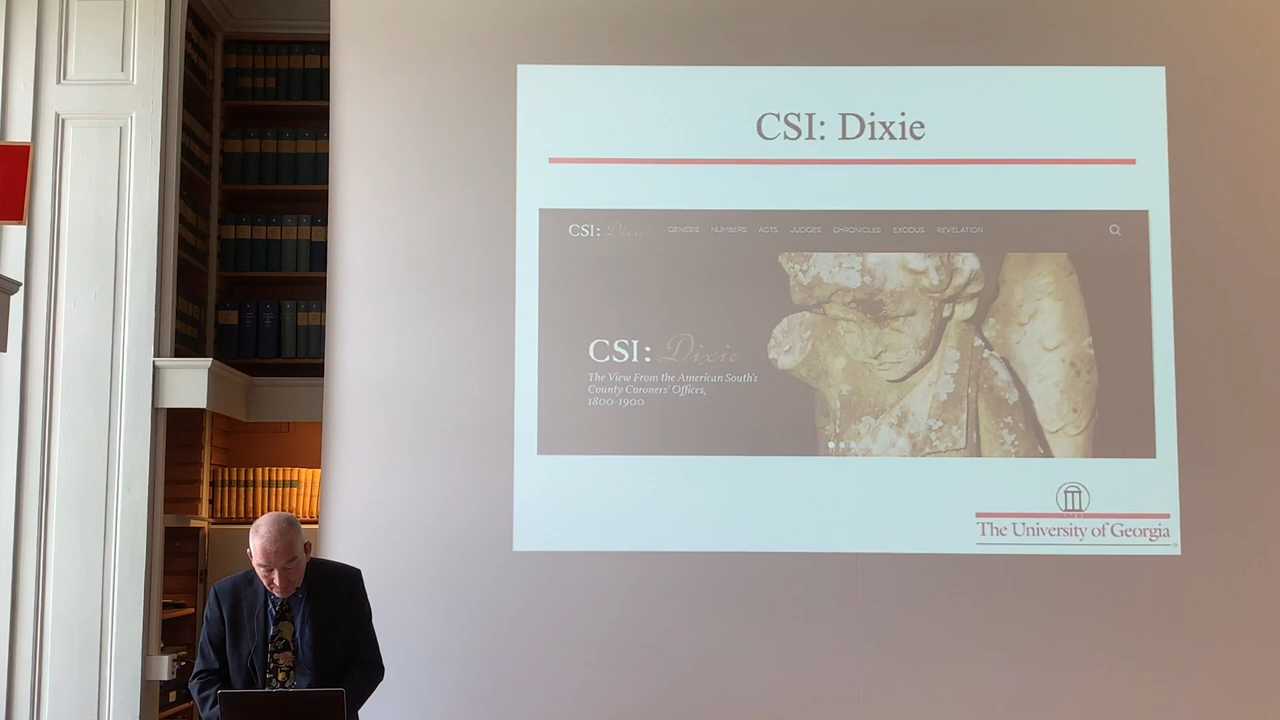 CSI: Dixie
CSI: Dixie GENESIS NUMBERS ACTS JUDGES CHRONICLES EXODUS REVELATION
CSI: Dixie
The View From the American South's
County Coroners' Offices,
1800-1900
The University of Georgia